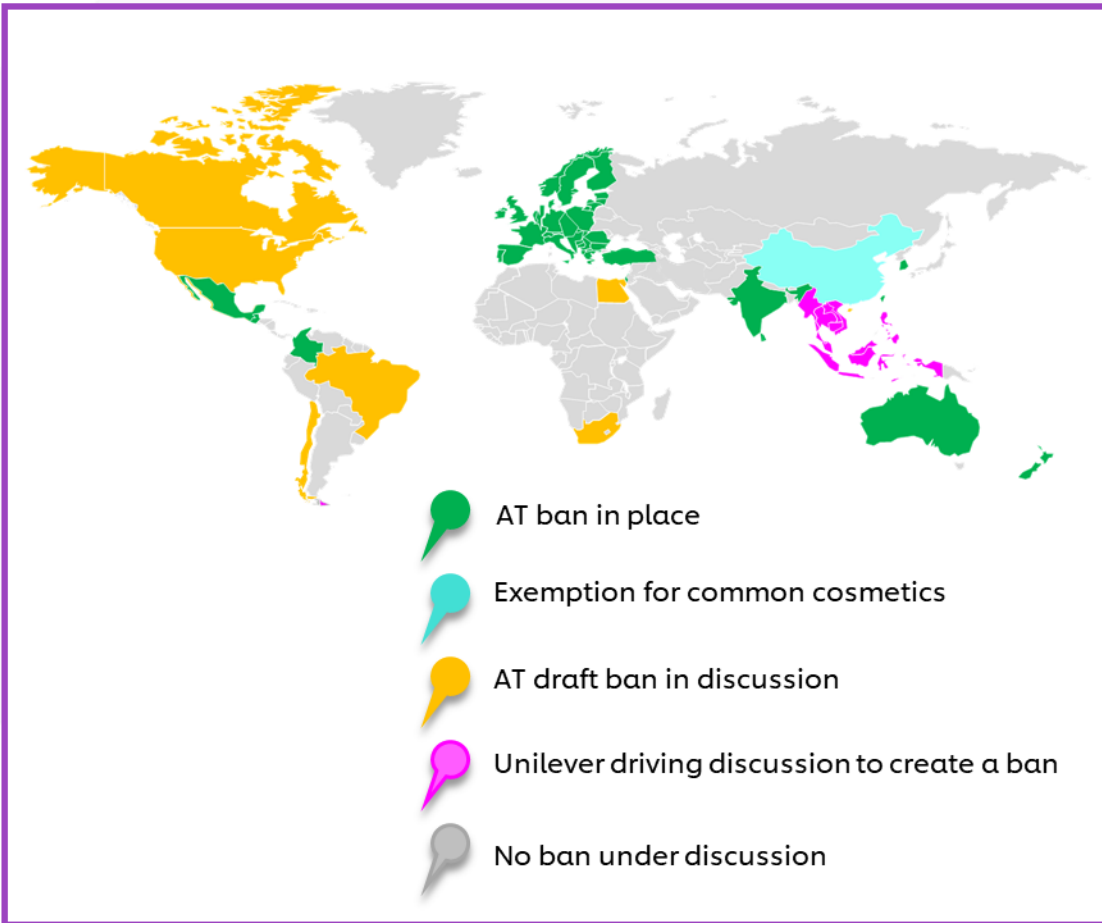 AT ban in place
Exemption for common cosmetics
AT draft ban in discussion
Unilever driving discussion to create a ban
No ban under discussion